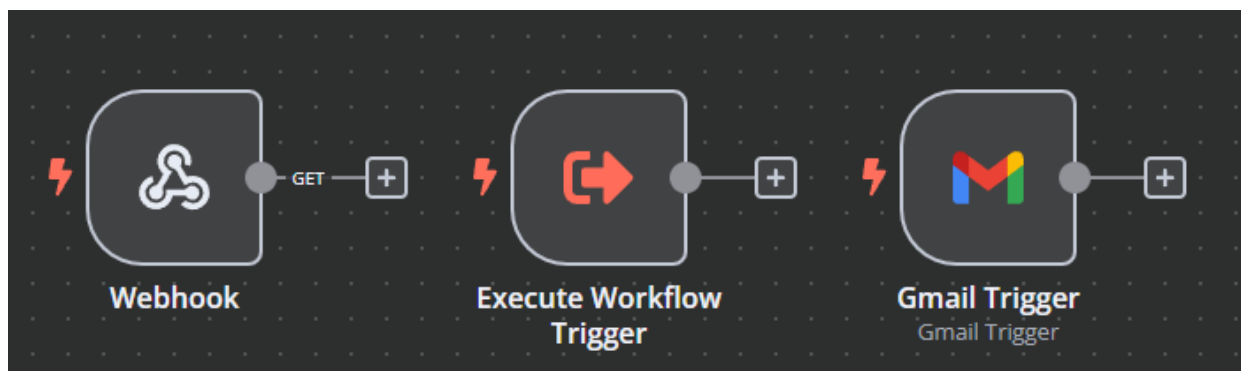 GET
Webhook
Execute Workflow
Trigger
Gmail Trigger
Gmail Trigger